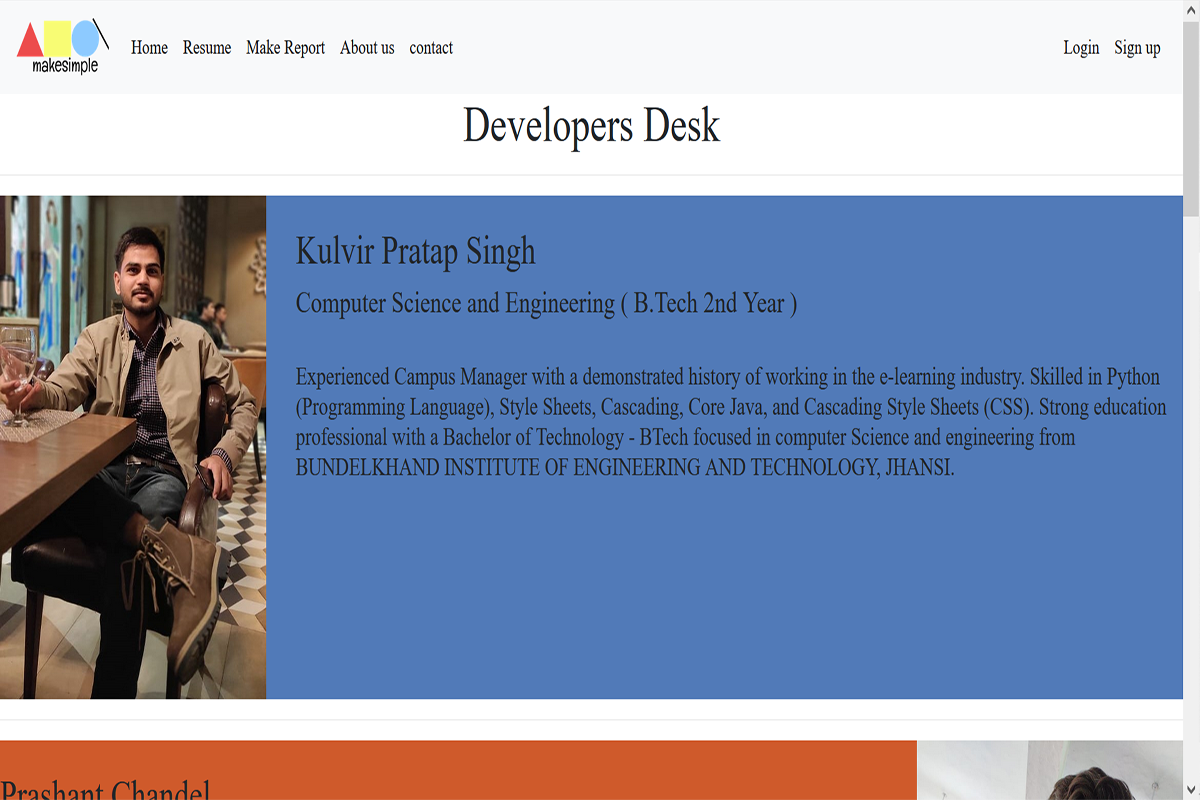 makesimple
Home Resume Make Report About us contact Login Sign up
Developers Desk
Kulvir Pratap Singh
Computer Science and Engineering ( B.Tech 2nd Year )
Experienced Campus Manager with a demonstrated history of working in the e-learning industry. Skilled in Python
(Programming Language), Style Sheets, Cascading, Core Java, and Cascading Style Sheets (CSS). Strong education
professional with a Bachelor of Technology - BTech focused in computer Science and engineering from
BUNDELKHAND INSTITUTE OF ENGINEERING AND TECHNOLOGY, JHANSI.
Prashant Chandel